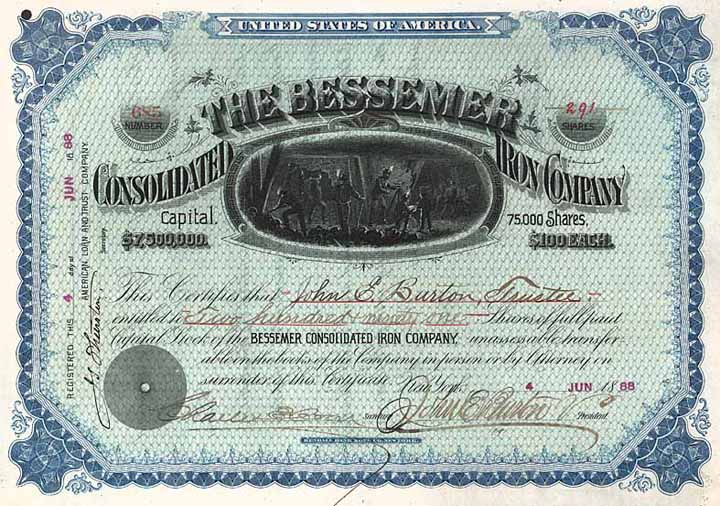 UNITED STATES OF AMERICA.
685
NUMBER
291
SHARES
THE BESSEMER
CONSOLIDATED IRON COMPANY
Capital. 75.000 Shares,
$7,500,000. $100 EACH.
This Certifies that John E. Burton, Trustee
entitled to Two hundred & ninety one Shares of full paid
Capital Stock of the BESSEMER CONSOLIDATED IRON COMPANY, unassessable transfer-
able on the books of the Company in person or by Attorney on
surrender of this Certificate. New York 4 JUN 1888
Secretary John E. Burton President.
REGISTERED THIS 4 day of JUN 1888
AMERICAN LOAN AND TRUST COMPANY.
Secretary